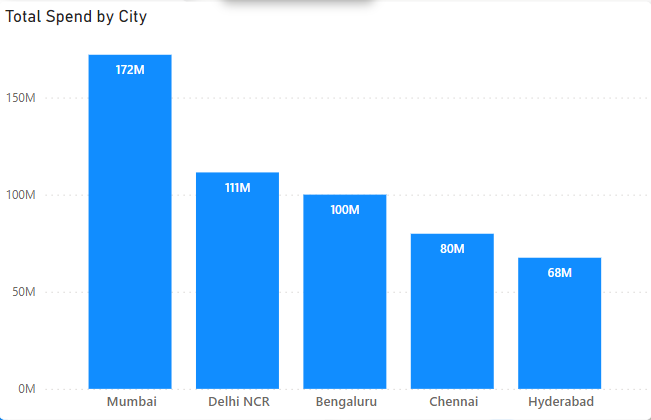 Total Spend by City
150M
100M
50M
0M
172M
111M
100M
80M
68M
Mumbai Delhi NCR Bengaluru Chennai Hyderabad